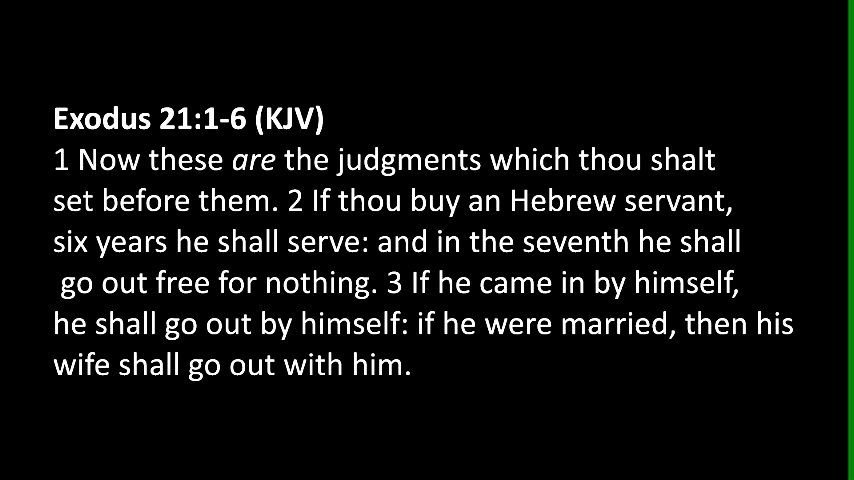 Exodus 21:1-6 (KJV)
1 Now these are the judgments which thou shalt
set before them. 2 If thou buy an Hebrew servant,
six years he shall serve: and in the seventh he shall
go out free for nothing. 3 If he came in by himself,
he shall go out by himself: if he were married, then his
wife shall go out with him.